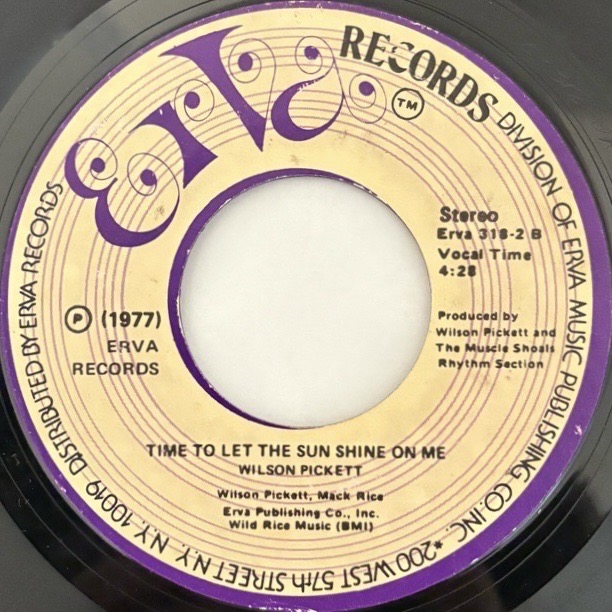 Erva
RECORDS
TM
DIVISION OF ERVA MUSIC PUBLISHING CO. INC. *200 WEST 57th STREET N.Y. N.Y. 10019 DISTRIBUTED BY ERVA RECORDS
Stereo
Erva 318-2 B
Vocal Time
4:28
Produced by
Wilson Pickett and
The Muscle Shoals
Rhythm Section
Ⓟ (1977)
ERVA
RECORDS
TIME TO LET THE SUN SHINE ON ME
WILSON PICKETT
Wilson Pickett, Mack Rice
Erva Publishing Co., Inc.
Wild Rice Music (BMI)